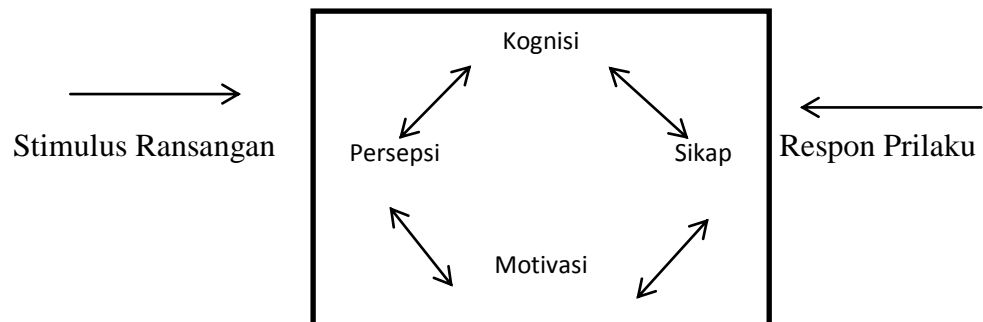 Kognisi
Stimulus Ransangan
Persepsi
Sikap
Respon Prilaku
Motivasi